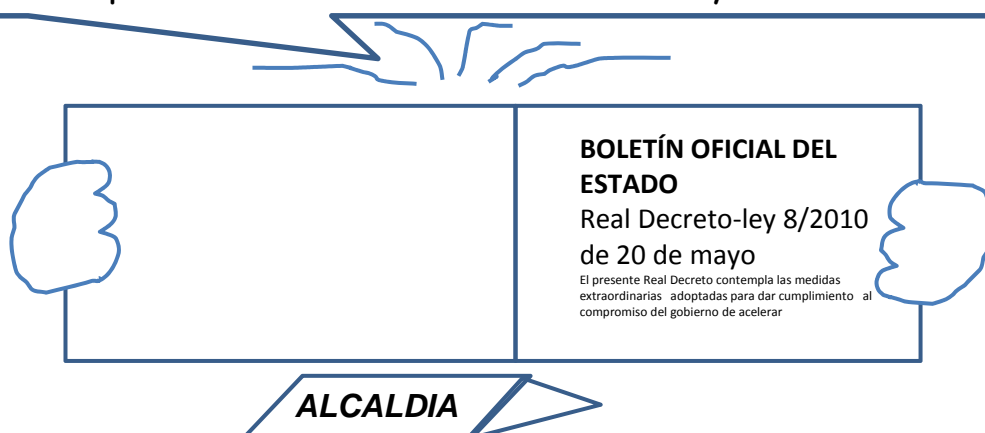 BOLETÍN OFICIAL DEL
ESTADO
Real Decreto-ley 8/2010
de 20 de mayo
El presente Real Decreto contempla las medidas
extraordinarias adoptadas para dar cumplimiento al
compromiso del gobierno de acelerar
ALCALDIA